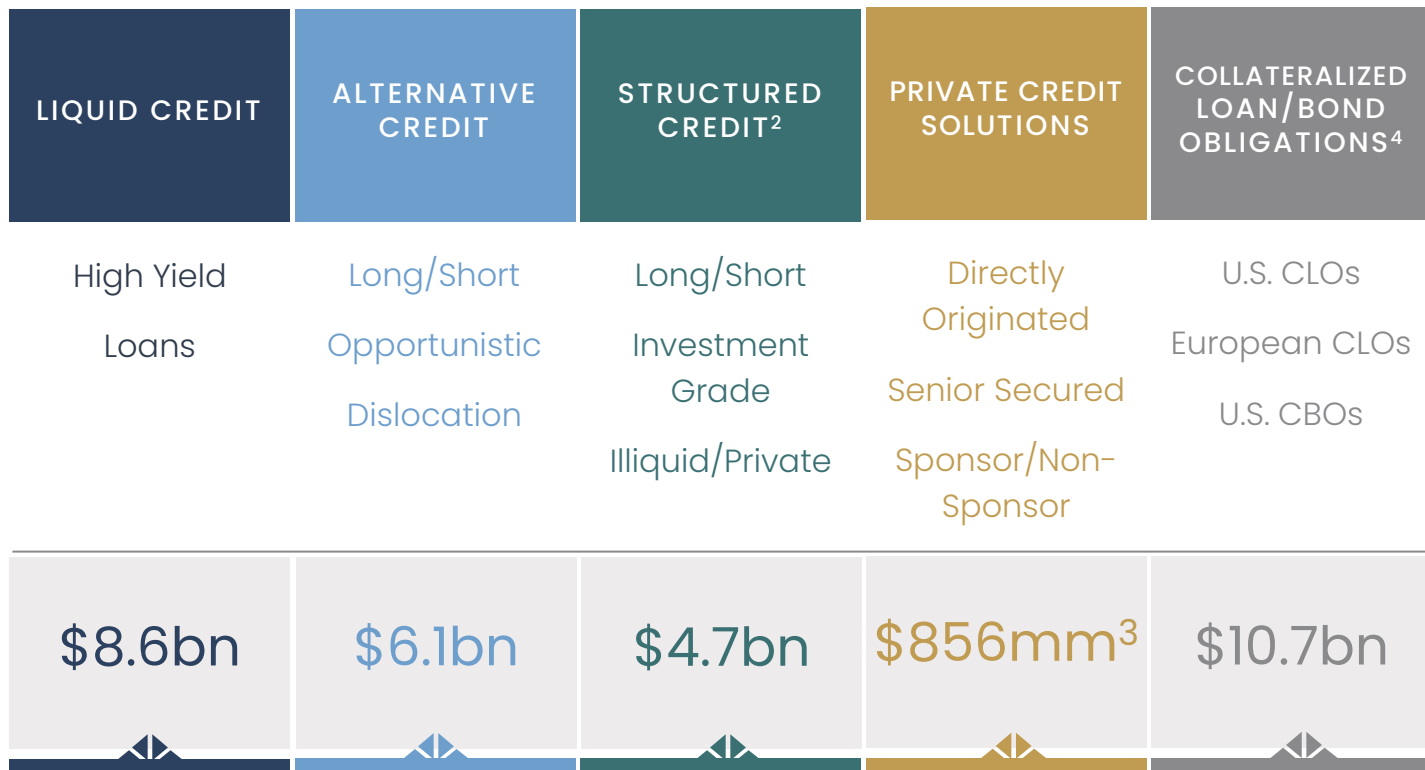 LIQUID CREDIT
ALTERNATIVE
CREDIT
STRUCTURED
CREDIT²
PRIVATE CREDIT
SOLUTIONS
COLLATERALIZED
LOAN/BOND
OBLIGATIONS⁴
High Yield
Loans
Long/Short
Opportunistic
Dislocation
Long/Short
Investment
Grade
Illiquid/Private
Directly
Originated
Senior Secured
Sponsor/Non-
Sponsor
U.S. CLOs
European CLOs
U.S. CBOs
$8.6bn
$6.1bn
$4.7bn
$856mm³
$10.7bn